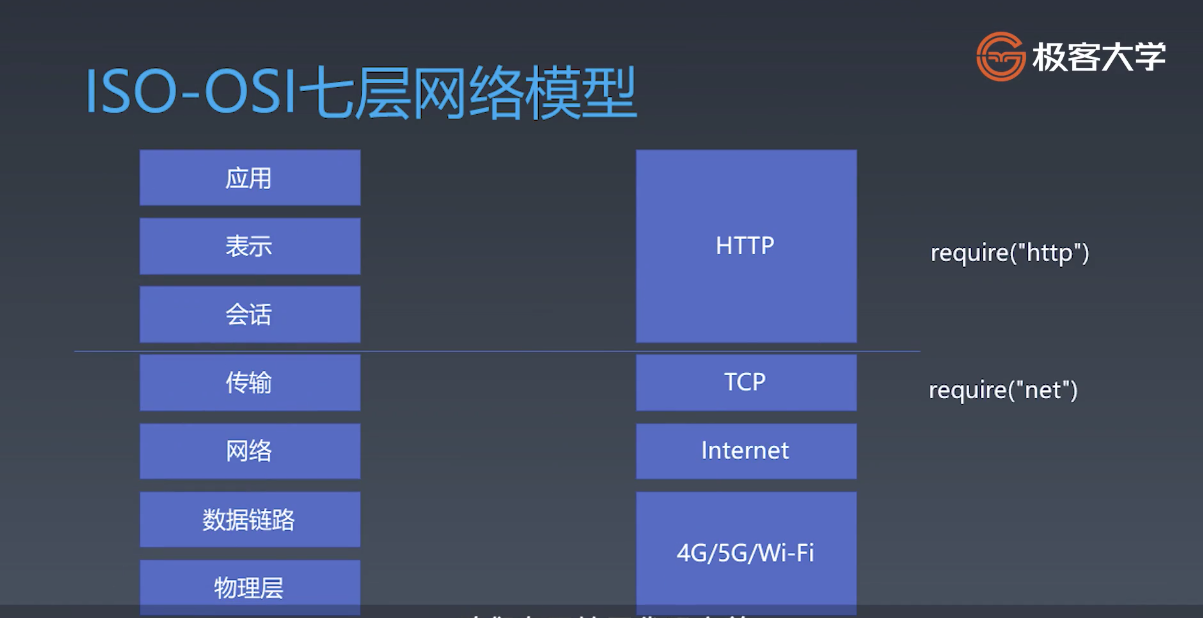 极客大学
ISO-OSI七层网络模型
应用
表示
会话
传输
网络
数据链路
物理层
HTTP
TCP
Internet
4G/5G/Wi-Fi
require("http")
require("net")